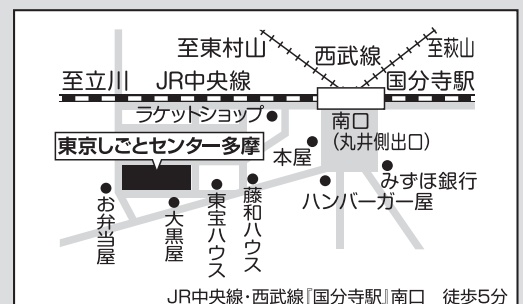 至東村山
西武線
至萩山
至立川
JR中央線
国分寺駅
ラケットショップ
南口
(丸井側出口)
東京しごとセンター多摩
本屋
みずほ銀行
ハンバーガー屋
お弁当屋
大黒屋
東宝ハウス
藤和ハウス
JR中央線・西武線『国分寺駅』南口 徒歩5分